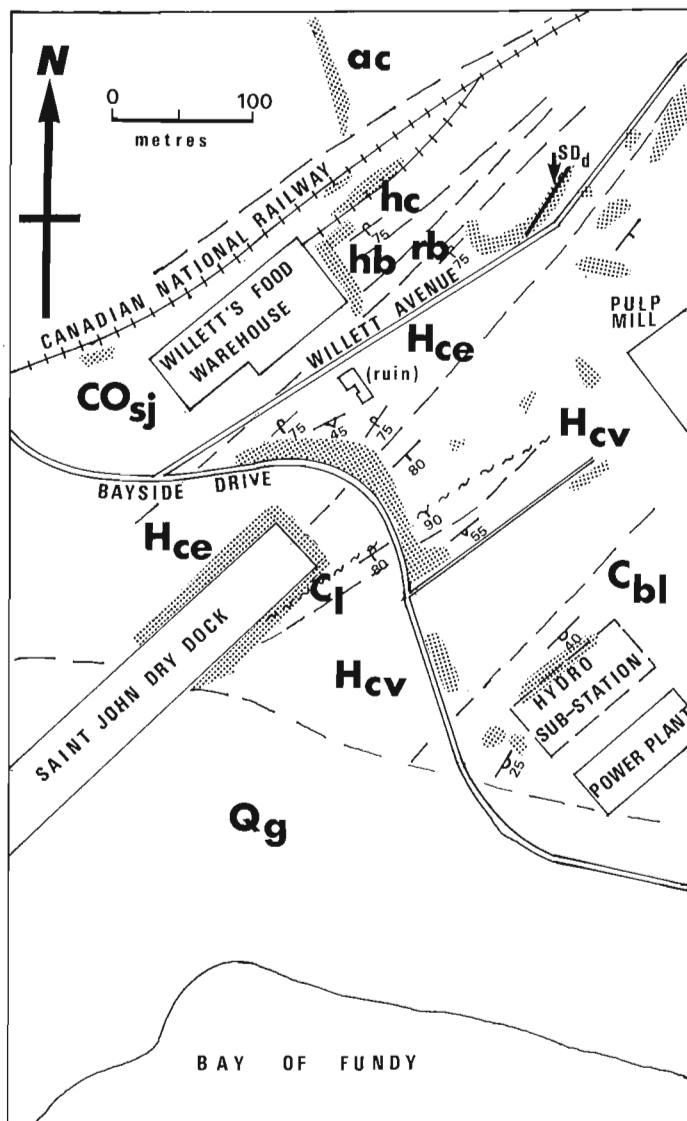 N
0 100
metres
ac
SDd
CANADIAN NATIONAL RAILWAY
hc
75
hb
rb
75
WILLETT'S FOOD
WAREHOUSE
WILLETT AVENUE
PULP
MILL
Hce
(ruin)
COsj
75
45
75
80
Hcv
BAYSIDE DRIVE
90
55
Hce
80
Cl
Cbl
40
Hcv
HYDRO
SUB-STATION
SAINT JOHN DRY DOCK
25
POWER PLANT
Qg
BAY OF FUNDY